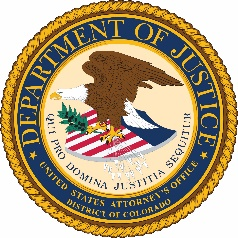 DEPARTMENT OF JUSTICE
QUI PRO DOMINA JUSTITIA SEQUITUR
UNITED STATES ATTORNEY'S OFFICE
DISTRICT OF COLORADO